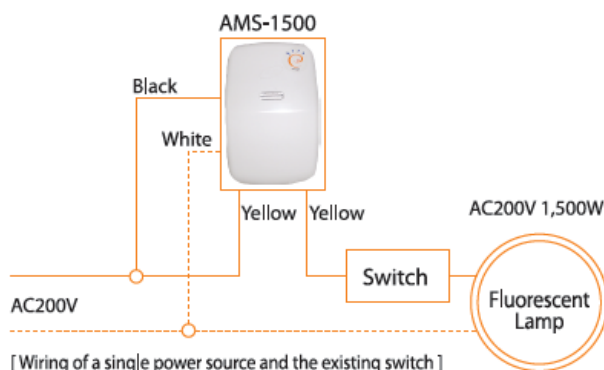 AMS-1500
Black
White
Yellow
Yellow
AC200V 1,500W
Switch
Fluorescent
Lamp
AC200V
[ Wiring of a single power source and the existing switch ]